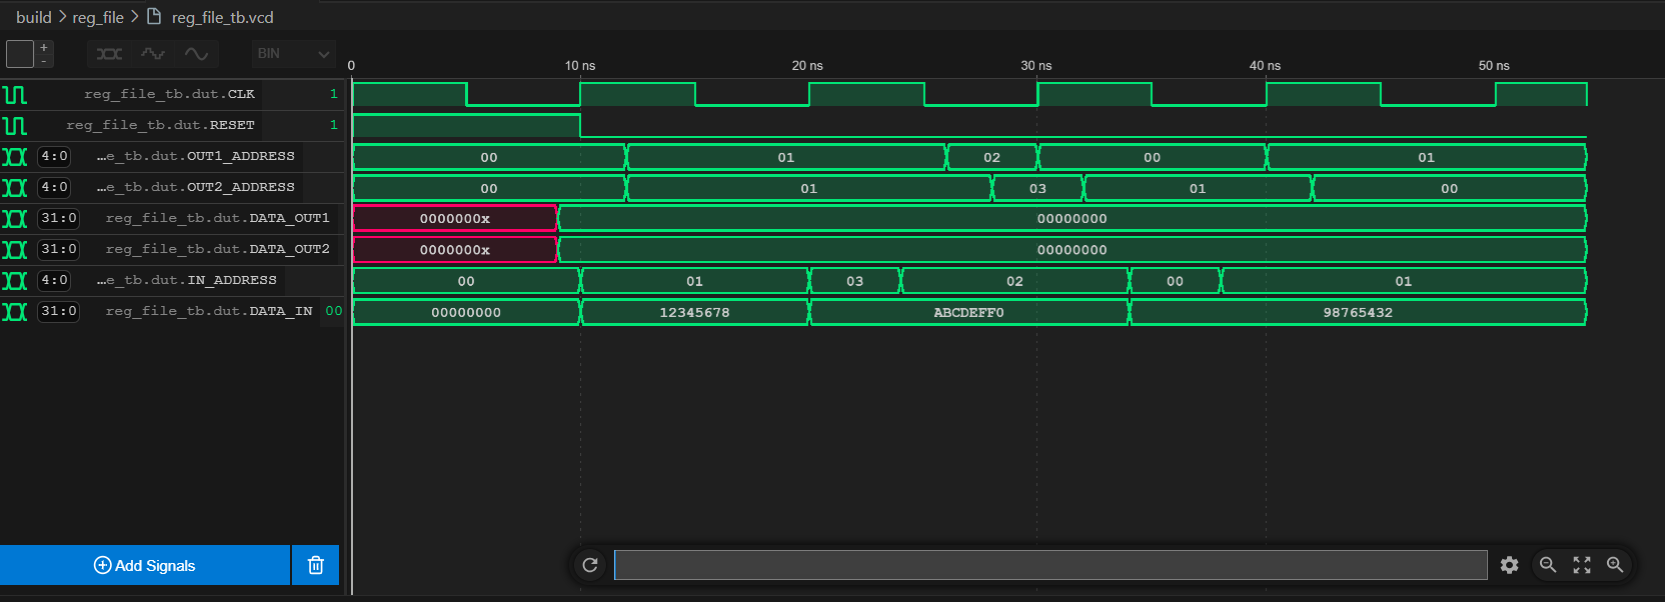 build > reg_file > reg_file_tb.vcd
+
-
BIN
0 10 ns 20 ns 30 ns 40 ns 50 ns
reg_file_tb.dut.CLK 1
reg_file_tb.dut.RESET 1
4:0 …e_tb.dut.OUT1_ADDRESS 00 01 02 00 01
4:0 …e_tb.dut.OUT2_ADDRESS 00 01 03 01 00
31:0 reg_file_tb.dut.DATA_OUT1 0000000x 00000000
31:0 reg_file_tb.dut.DATA_OUT2 0000000x 00000000
4:0 …e_tb.dut.IN_ADDRESS 00 01 03 02 00 01
31:0 reg_file_tb.dut.DATA_IN 00 00000000 12345678 ABCDEFF0 98765432
Add Signals